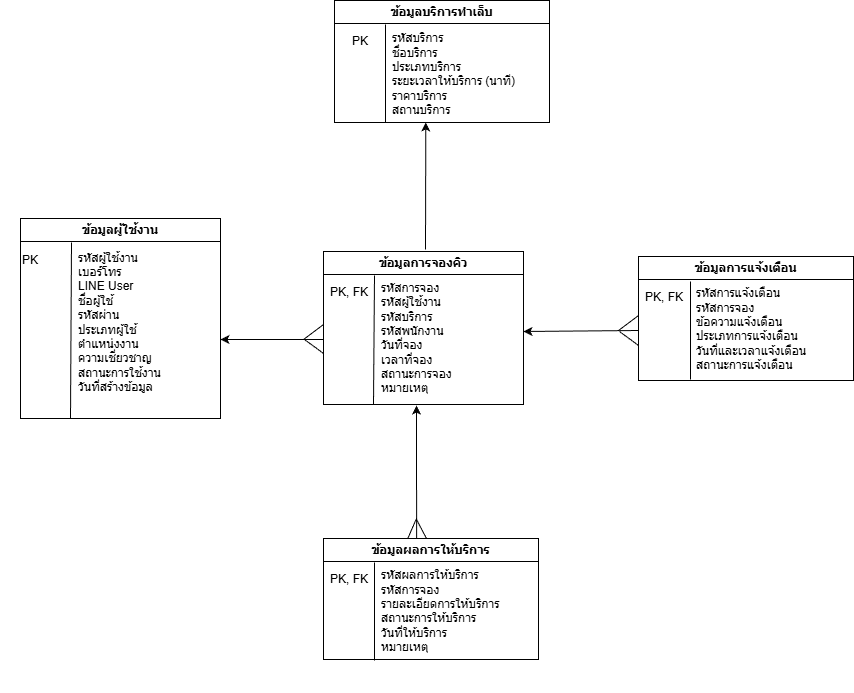 ข้อมูลบริการทำเล็บ
PK
รหัสบริการ
ชื่อบริการ
ประเภทบริการ
ระยะเวลาให้บริการ (นาที)
ราคาบริการ
สถานบริการ
ข้อมูลผู้ใช้งาน
PK
รหัสผู้ใช้งาน
เบอร์โทร
LINE User
ชื่อผู้ใช้
รหัสผ่าน
ประเภทผู้ใช้
ตำแหน่งงาน
ความเชี่ยวชาญ
สถานะการใช้งาน
วันที่สร้างข้อมูล
ข้อมูลการจองคิว
PK, FK
รหัสการจอง
รหัสผู้ใช้งาน
รหัสบริการ
รหัสพนักงาน
วันที่จอง
เวลาที่จอง
สถานะการจอง
หมายเหตุ
ข้อมูลการแจ้งเตือน
PK, FK
รหัสการแจ้งเตือน
รหัสการจอง
ข้อความแจ้งเตือน
ประเภทการแจ้งเตือน
วันที่และเวลาแจ้งเตือน
สถานะการแจ้งเตือน
ข้อมูลผลการให้บริการ
PK, FK
รหัสผลการให้บริการ
รหัสการจอง
รายละเอียดการให้บริการ
สถานะการให้บริการ
วันที่ให้บริการ
หมายเหตุ